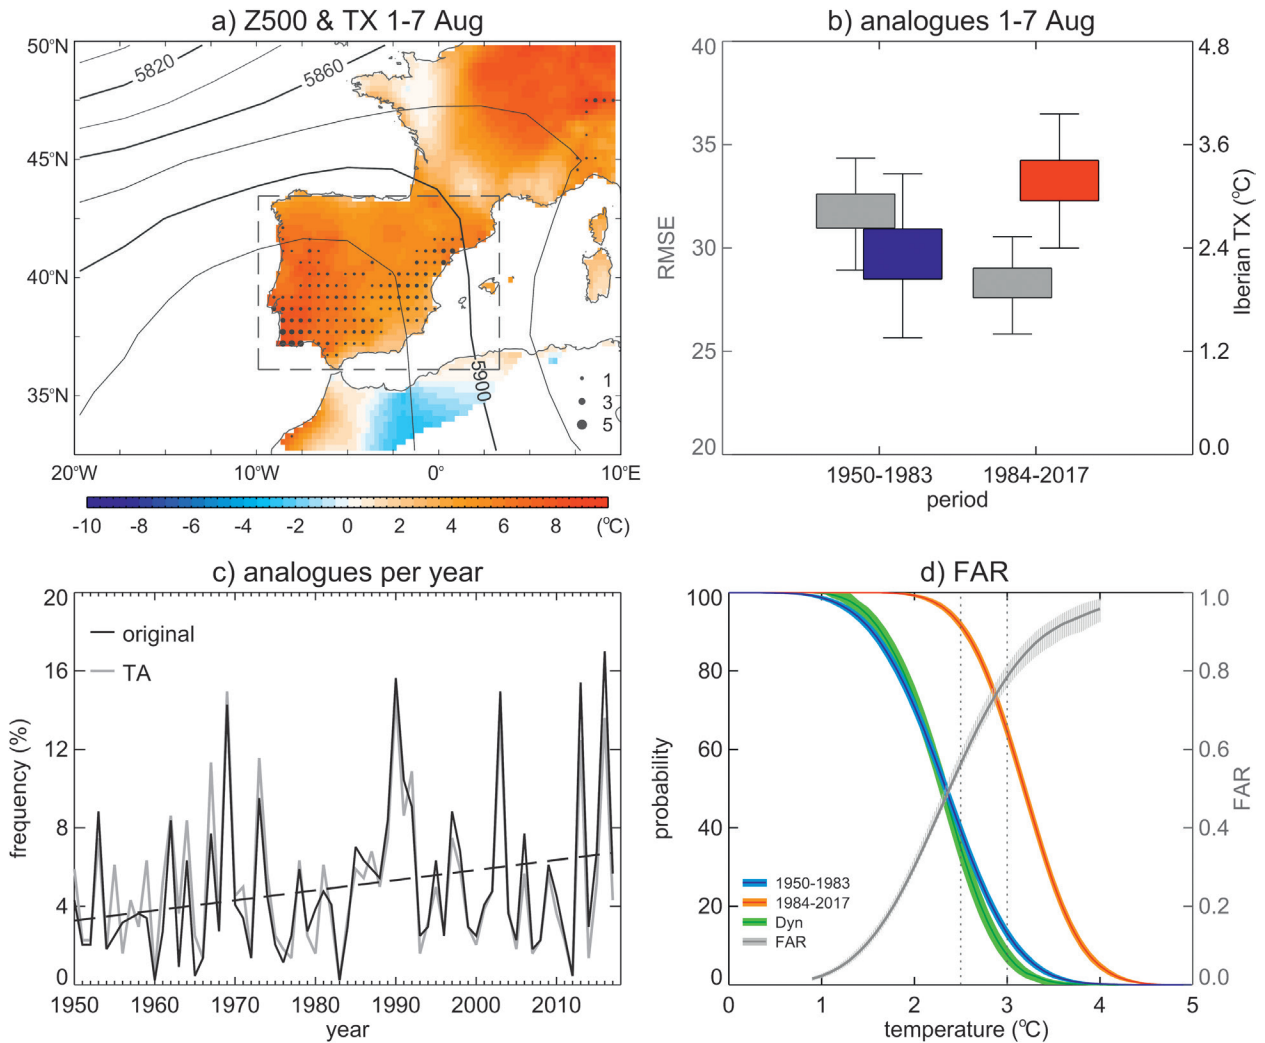 a) Z500 & TX 1-7 Aug
50°N
45°N
40°N
35°N
5820
5860
5900
1
3
5
20°W
10°W
0°
10°E
-10 -8 -6 -4 -2 0 2 4 6 8 (°C)
b) analogues 1-7 Aug
40
35
30
25
20
RMSE
4.8
3.6
2.4
1.2
0.0
Iberian TX (°C)
1950-1983
1984-2017
period
c) analogues per year
20
16
12
8
4
0
frequency (%)
original
TA
1950 1960 1970 1980 1990 2000 2010
year
d) FAR
100
80
60
40
20
0
probability
1.0
0.8
0.6
0.4
0.2
0.0
FAR
1950-1983
1984-2017
Dyn
FAR
0 1 2 3 4 5
temperature (°C)